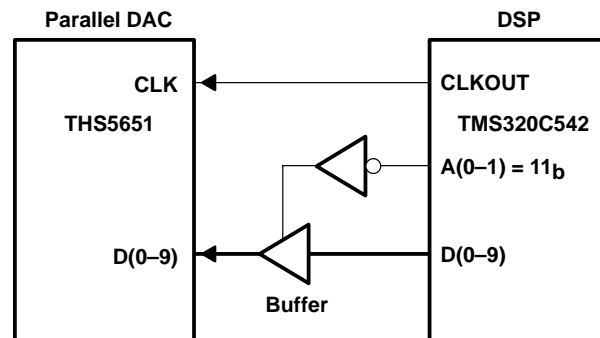 Parallel DAC
DSP
CLK
CLKOUT
THS5651
TMS320C542
A(0–1) = 11b
D(0–9)
D(0–9)
Buffer